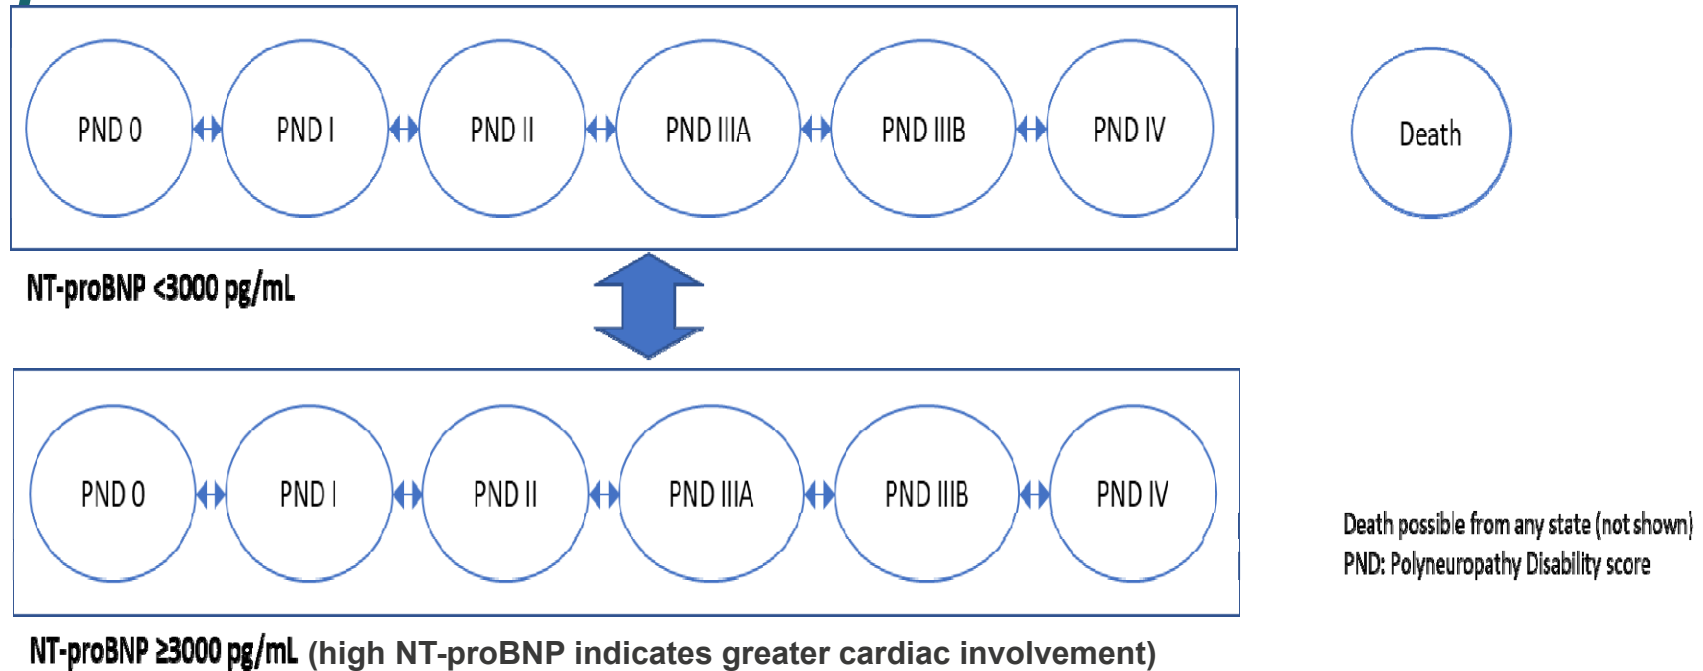 PND 0
PND I
PND II
PND IIIA
PND IIIB
PND IV
Death
NT-proBNP <3000 pg/mL
PND 0
PND I
PND II
PND IIIA
PND IIIB
PND IV
Death possible from any state (not shown)
PND: Polyneuropathy Disability score
NT-proBNP ≥3000 pg/mL (high NT-proBNP indicates greater cardiac involvement)